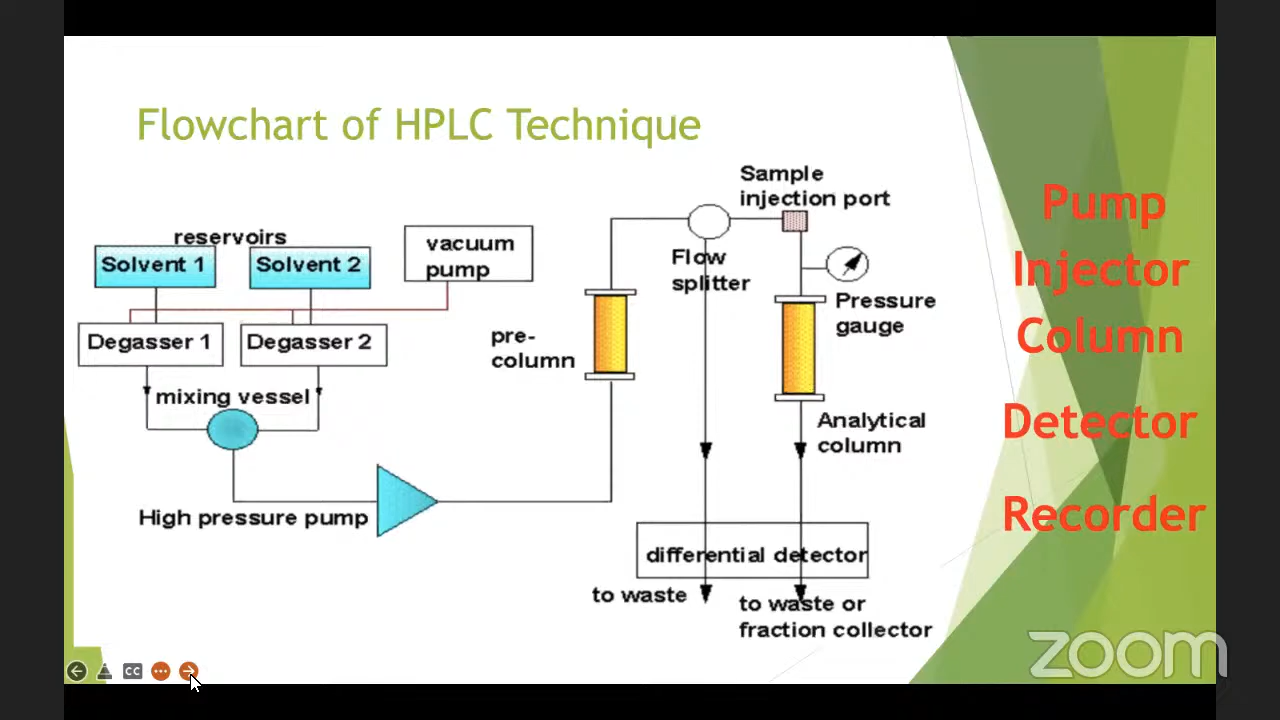 Flowchart of HPLC Technique
Sample
injection port
reservoirs
Solvent 1
Solvent 2
vacuum
pump
Flow
splitter
Pressure
gauge
Degasser 1
Degasser 2
pre-
column
mixing vessel
Analytical
column
High pressure pump
differential detector
to waste
to waste or
fraction collector
Pump
Injector
Column
Detector
Recorder
CC
zoom